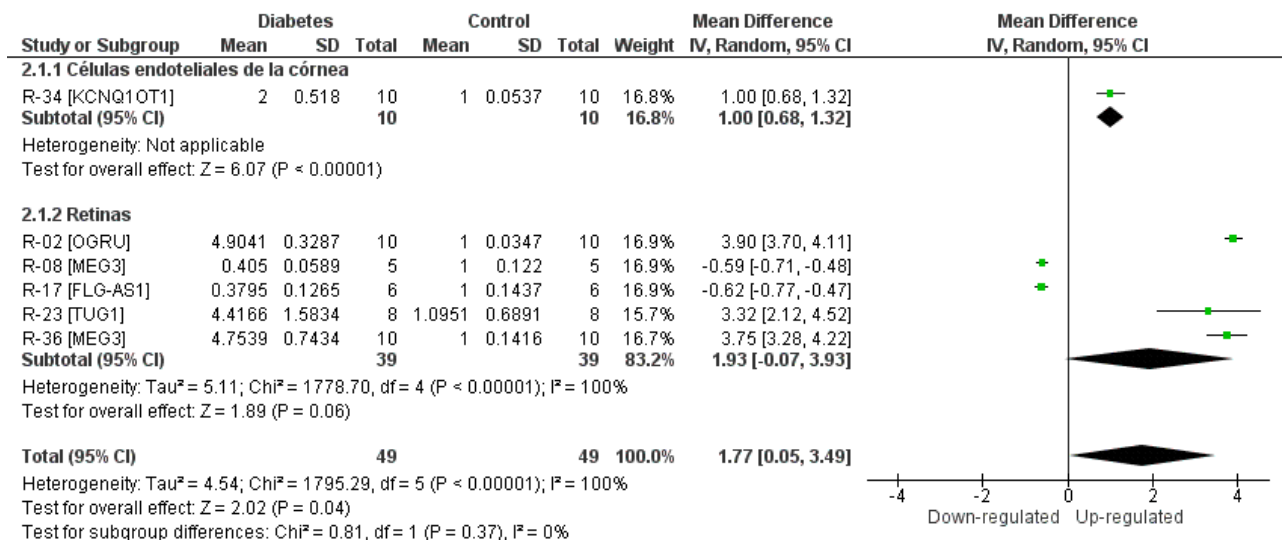 Diabetes Control Mean Difference Mean Difference
Study or Subgroup Mean SD Total Mean SD Total Weight IV, Random, 95% CI IV, Random, 95% CI
2.1.1 Células endoteliales de la córnea
R-34 [KCNQ1OT1] 2 0.518 10 1 0.0537 10 16.8% 1.00 [0.68, 1.32]
Subtotal (95% CI) 10 10 16.8% 1.00 [0.68, 1.32]
Heterogeneity: Not applicable
Test for overall effect: Z = 6.07 (P < 0.00001)
2.1.2 Retinas
R-02 [OGRU] 4.9041 0.3287 10 1 0.0347 10 16.9% 3.90 [3.70, 4.11]
R-08 [MEG3] 0.405 0.0589 5 1 0.122 5 16.9% -0.59 [-0.71, -0.48]
R-17 [FLG-AS1] 0.3795 0.1265 6 1 0.1437 6 16.9% -0.62 [-0.77, -0.47]
R-23 [TUG1] 4.4166 1.5834 8 1.0951 0.6891 8 15.7% 3.32 [2.12, 4.52]
R-36 [MEG3] 4.7539 0.7434 10 1 0.1416 10 16.7% 3.75 [3.28, 4.22]
Subtotal (95% CI) 39 39 83.2% 1.93 [-0.07, 3.93]
Heterogeneity: Tau² = 5.11; Chi² = 1778.70, df = 4 (P < 0.00001); I² = 100%
Test for overall effect: Z = 1.89 (P = 0.06)
Total (95% CI) 49 49 100.0% 1.77 [0.05, 3.49]
Heterogeneity: Tau² = 4.54; Chi² = 1795.29, df = 5 (P < 0.00001); I² = 100%
Test for overall effect: Z = 2.02 (P = 0.04)
Test for subgroup differences: Chi² = 0.81, df = 1 (P = 0.37), I² = 0%
-4 -2 0 2 4
Down-regulated Up-regulated